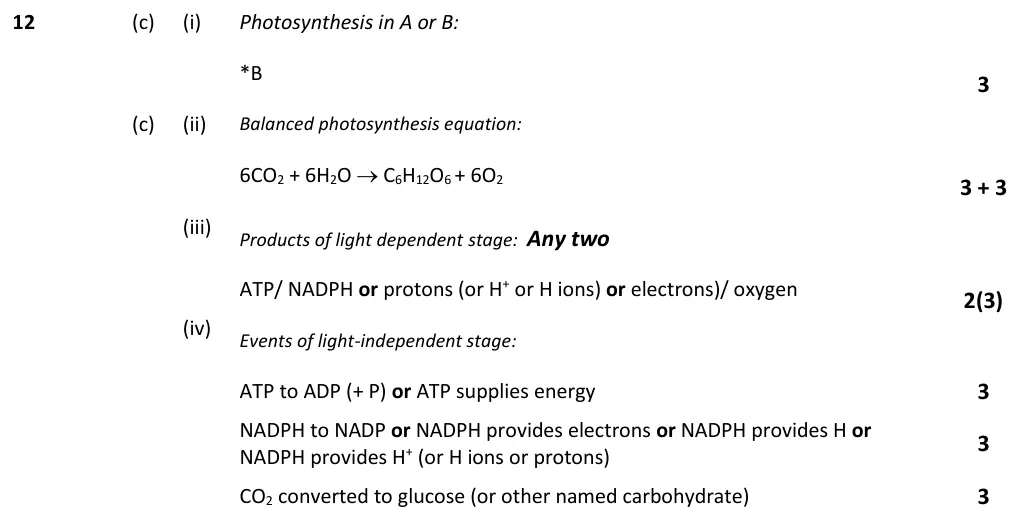 12 (c) (i) Photosynthesis in A or B:
*B
3
(c) (ii) Balanced photosynthesis equation:
6CO₂ + 6H₂O → C₆H₁₂O₆ + 6O₂
3 + 3
(iii) Products of light dependent stage: Any two
ATP/ NADPH or protons (or H⁺ or H ions) or electrons)/ oxygen
2(3)
(iv) Events of light-independent stage:
ATP to ADP (+ P) or ATP supplies energy 3
NADPH to NADP or NADPH provides electrons or NADPH provides H or
NADPH provides H⁺ (or H ions or protons) 3
CO₂ converted to glucose (or other named carbohydrate) 3